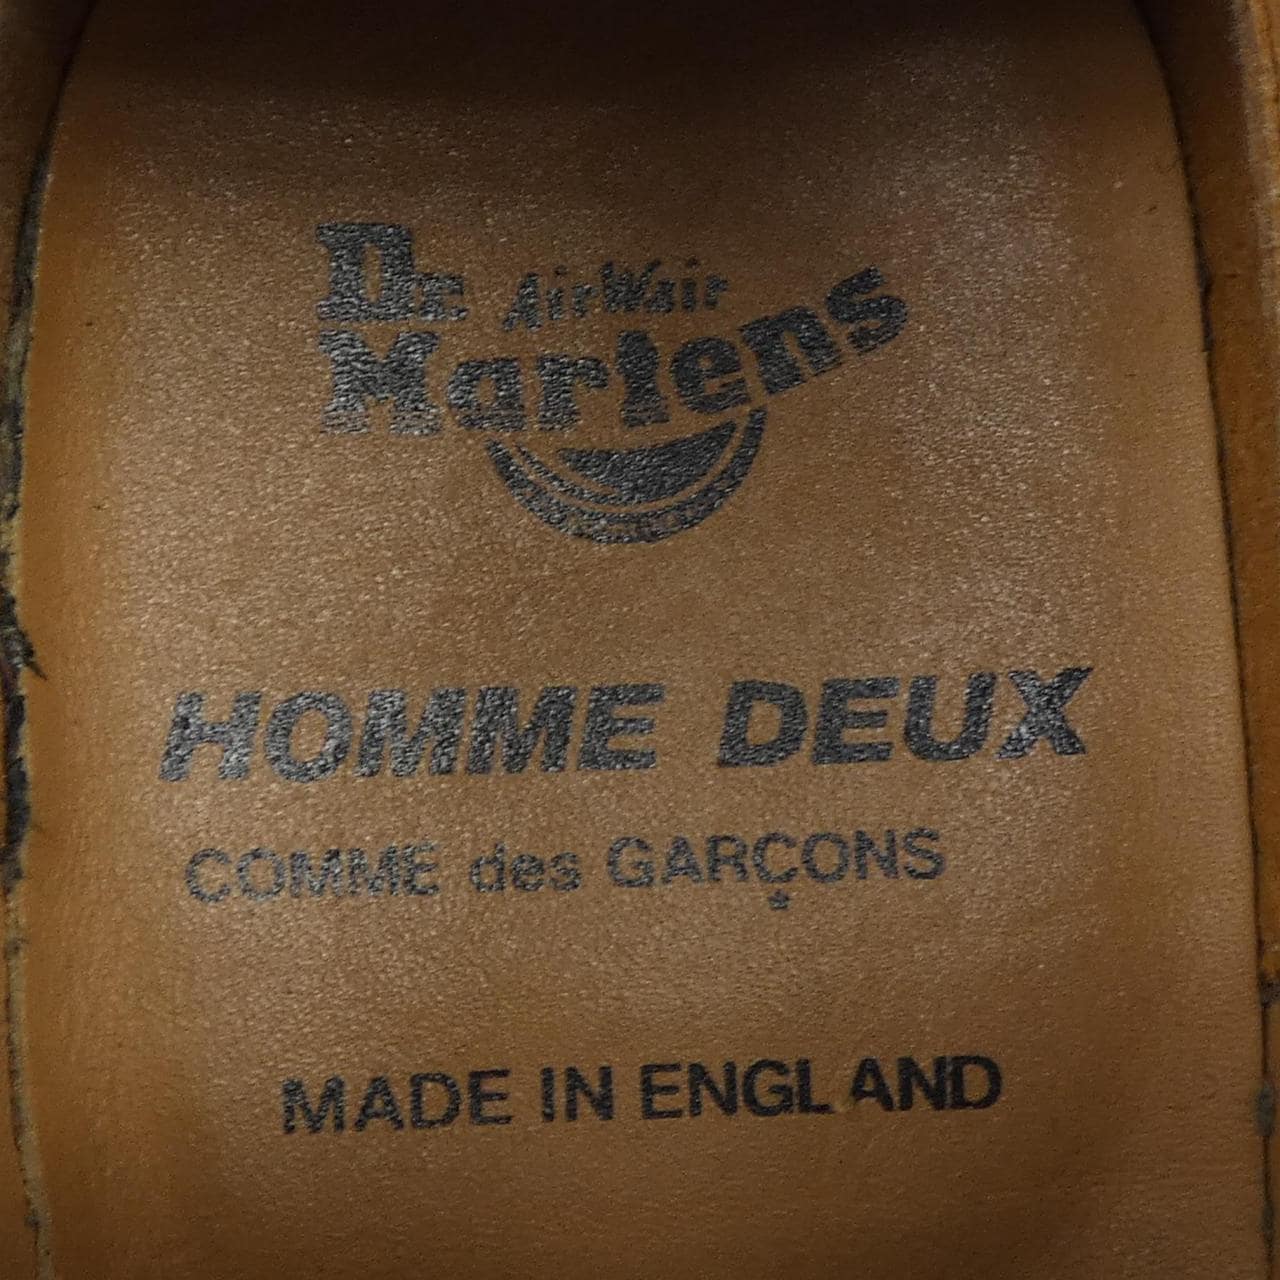 Dr. AirWair
Martens
HOMME DEUX
COMME des GARÇONS
MADE IN ENGLAND